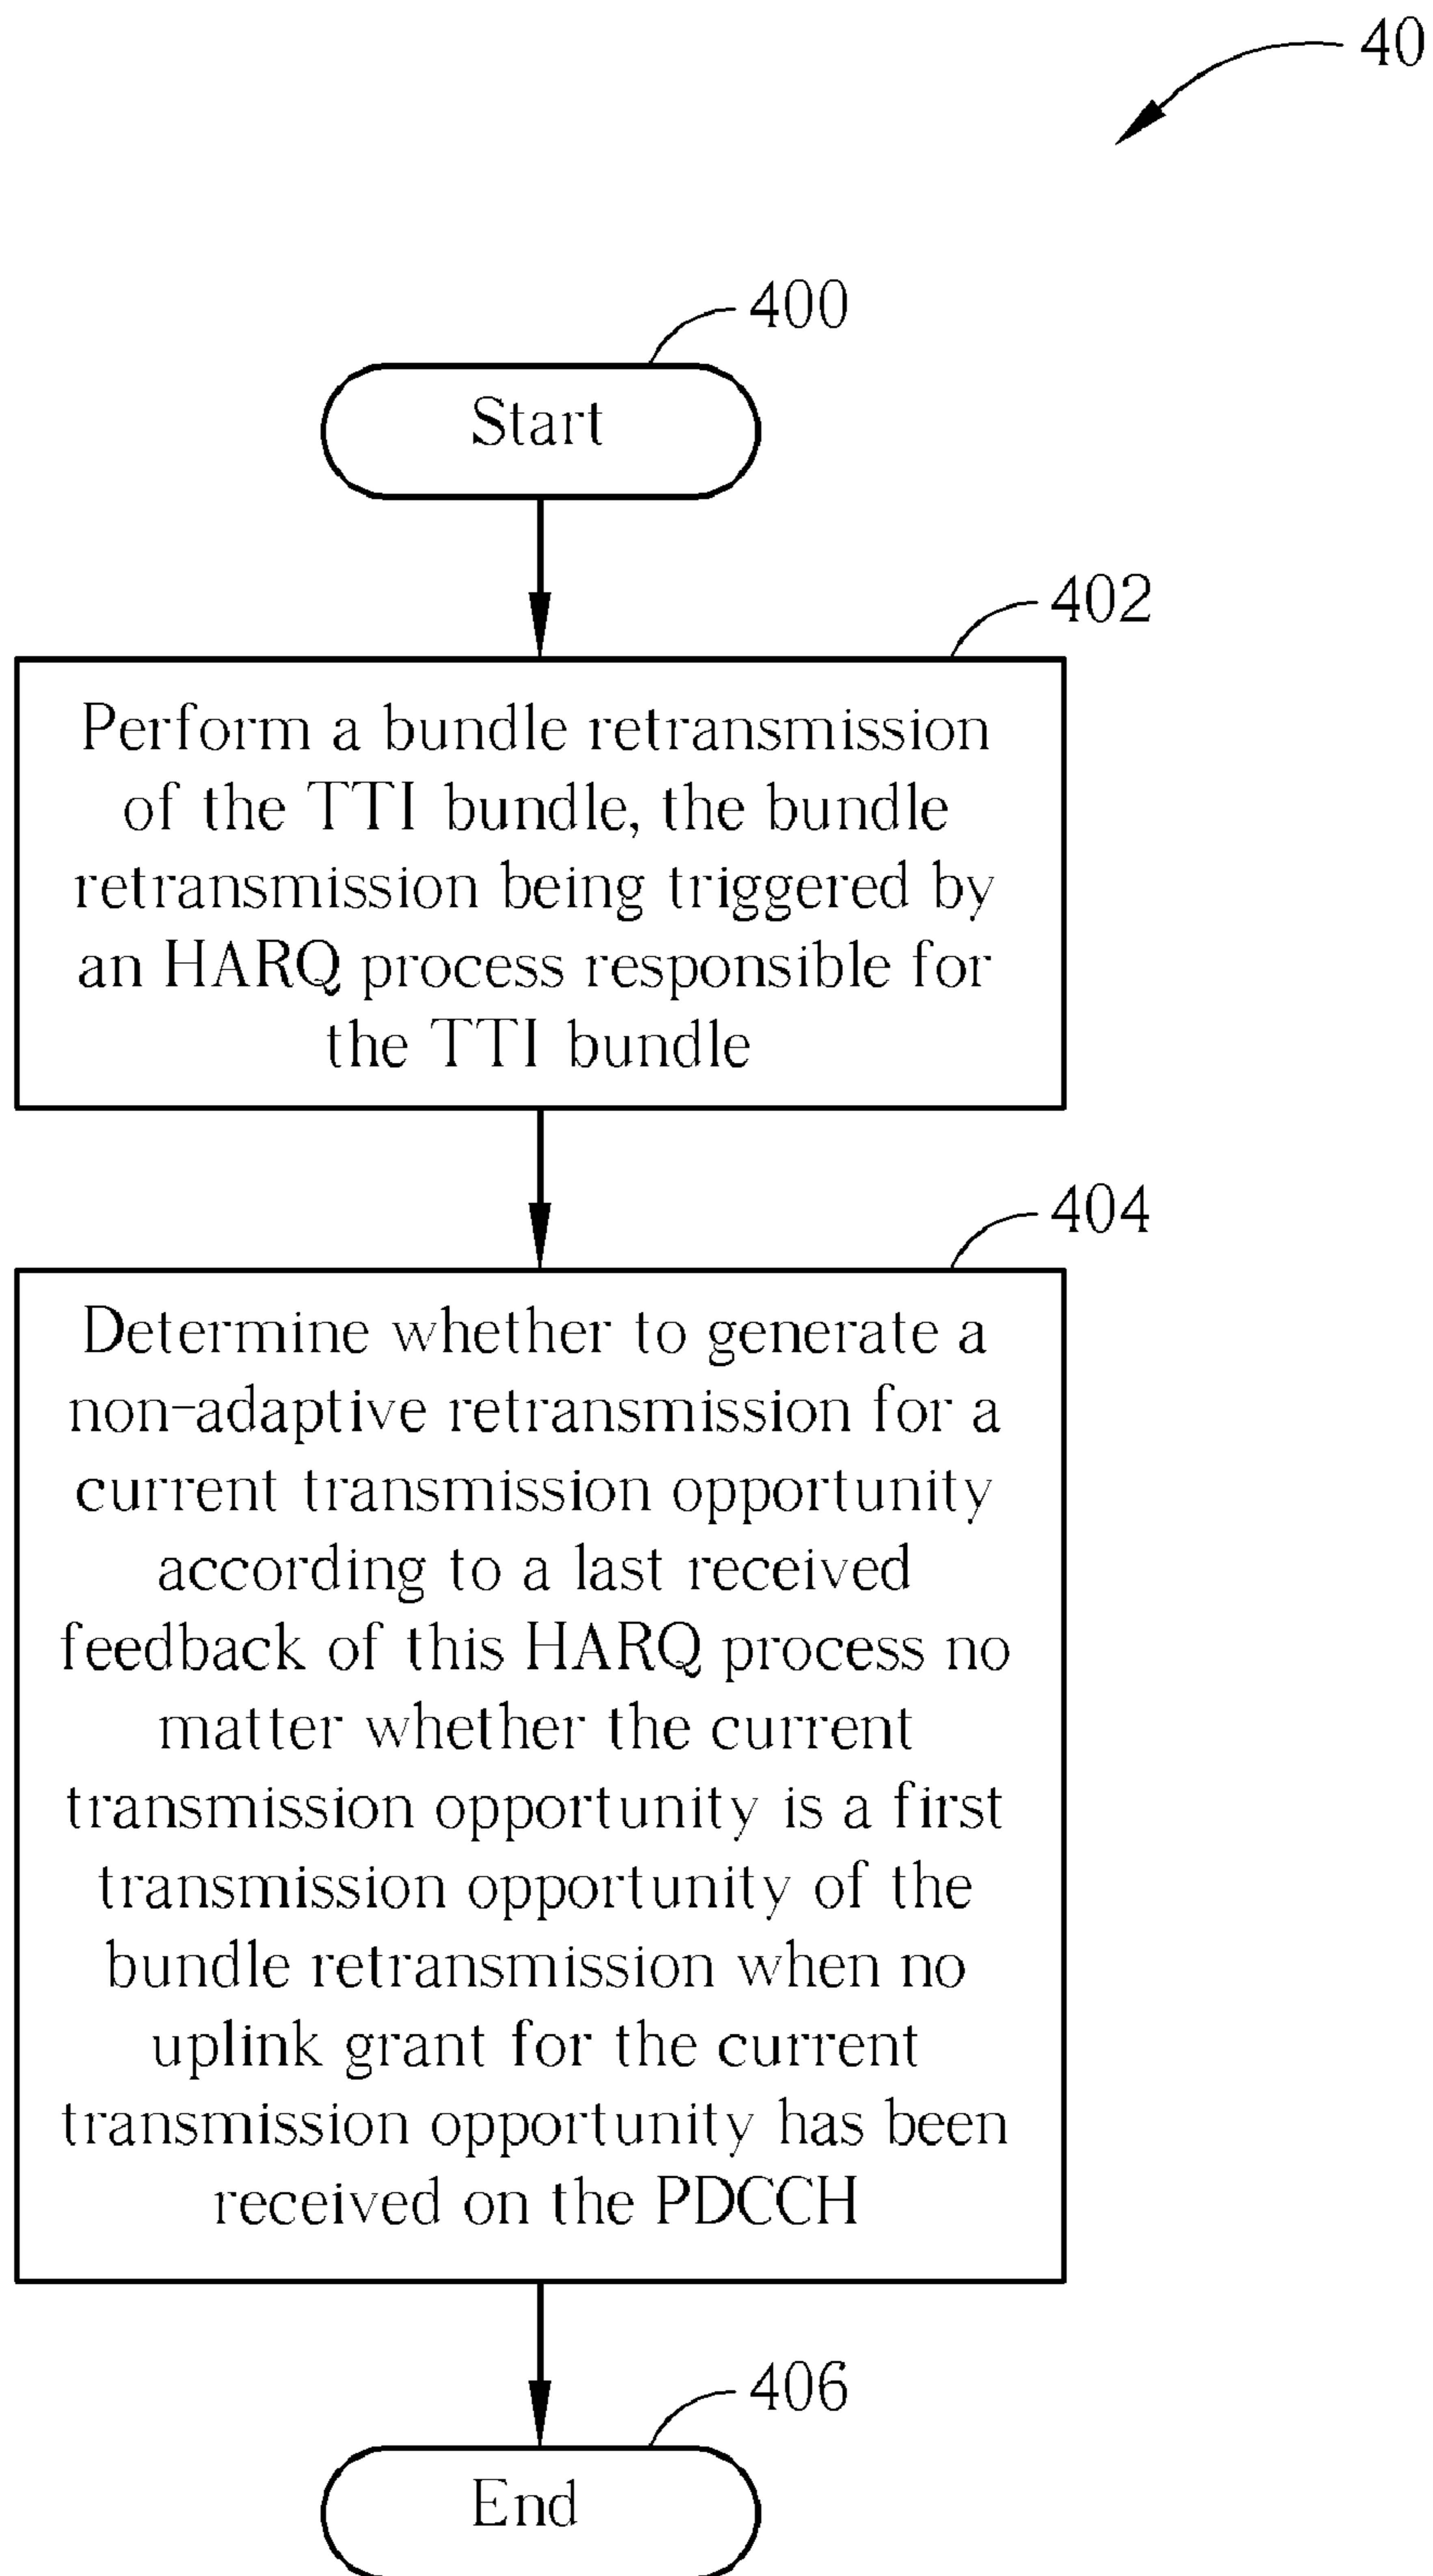 40
400
Start
402
Perform a bundle retransmission
of the TTI bundle, the bundle
retransmission being triggered by
an HARQ process responsible for
the TTI bundle
404
Determine whether to generate a
non-adaptive retransmission for a
current transmission opportunity
according to a last received
feedback of this HARQ process no
matter whether the current
transmission opportunity is a first
transmission opportunity of the
bundle retransmission when no
uplink grant for the current
transmission opportunity has been
received on the PDCCH
406
End